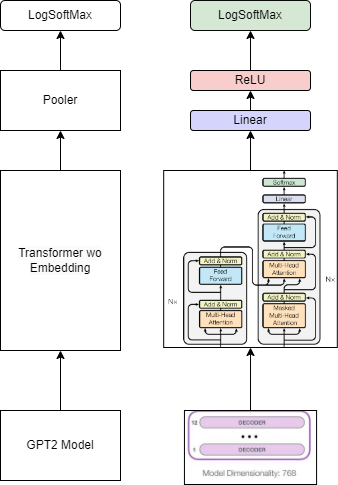 LogSoftMax
LogSoftMax
Pooler
ReLU
Linear
Transformer wo
Embedding
Softmax
Linear
Add & Norm
Feed
Forward
Add & Norm
Multi-Head
Attention
Add & Norm
Feed
Forward
Nx
Nx
Add & Norm
Multi-Head
Attention
Add & Norm
Masked
Multi-Head
Attention
GPT2 Model
12
DECODER
1
DECODER
Model Dimensionality: 768